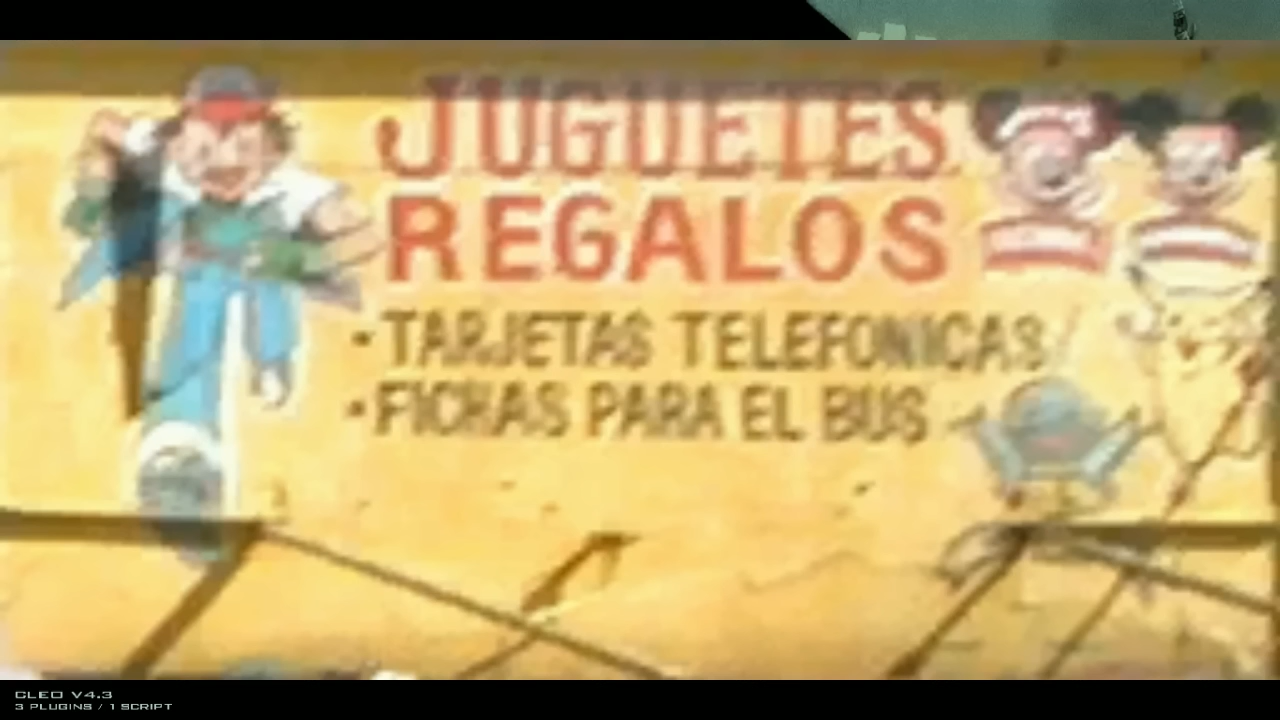 JUGUETES
REGALOS
· TARJETAS TELEFONICAS
· FICHAS PARA EL BUS
CLEO V4.3
3 PLUGINS / 1 SCRIPT